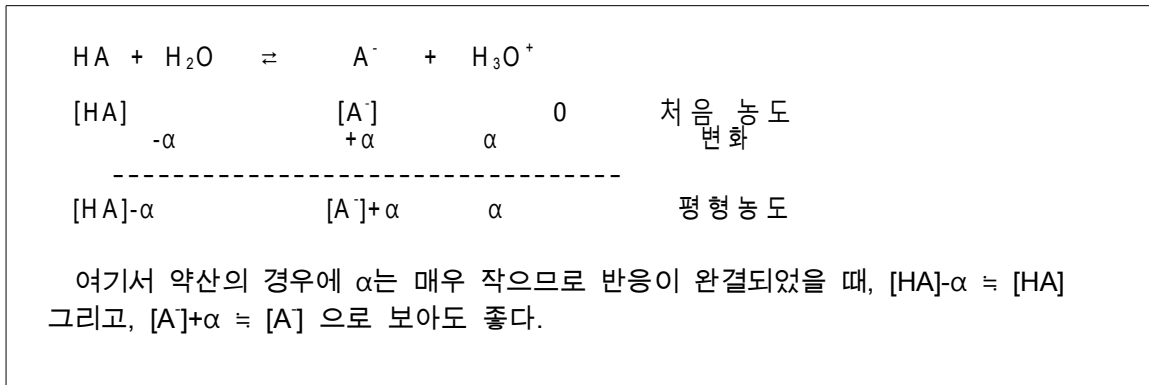 HA + H₂O ⇄ A⁻ + H₃O⁺
[HA] [A⁻] 0 처음 농도
-α +α α 변화
----------------------------------
[HA]-α [A⁻]+α α 평형농도
여기서 약산의 경우에 α는 매우 작으므로 반응이 완결되었을 때, [HA]-α ≒ [HA]
그리고, [A⁻]+α ≒ [A⁻] 으로 보아도 좋다.